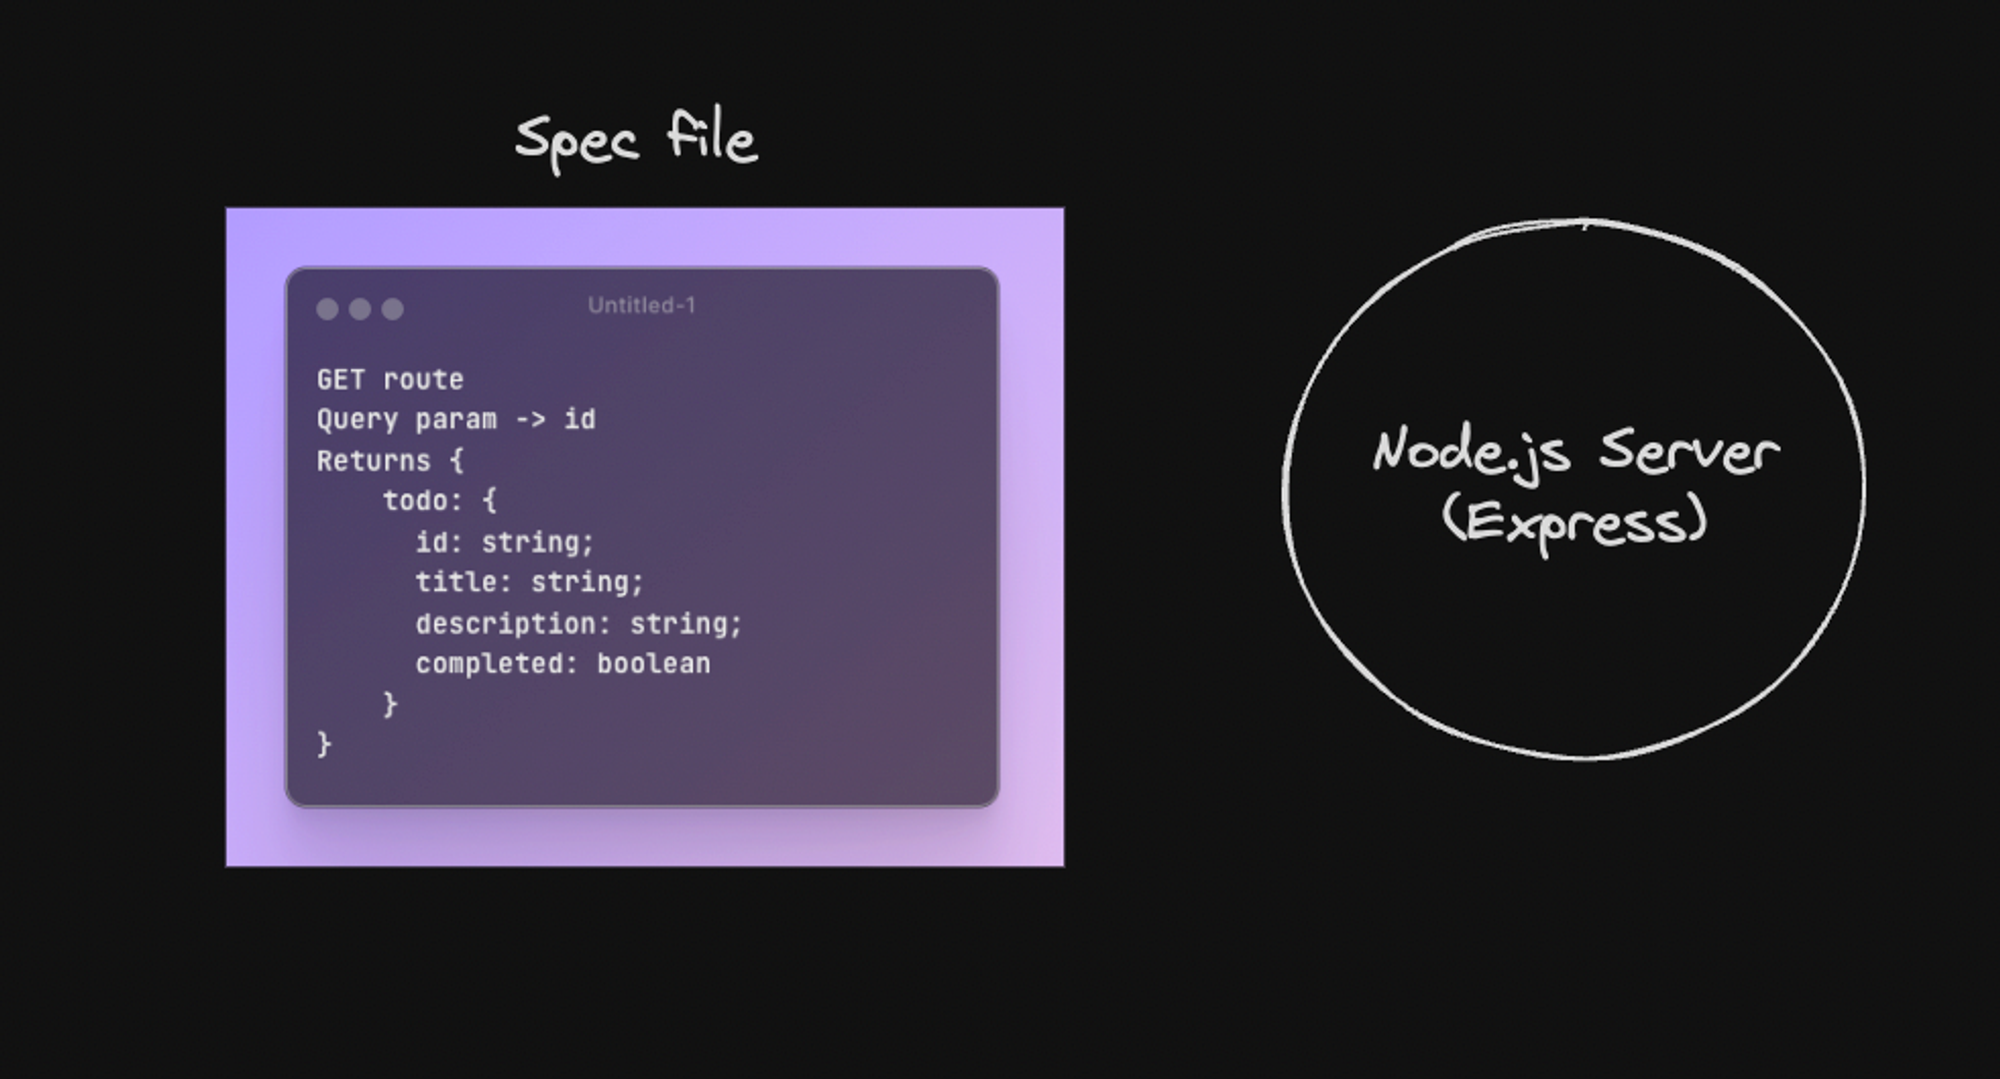 Spec file
Untitled-1
GET route
Query param -> id
Returns {
    todo: {
      id: string;
      title: string;
      description: string;
      completed: boolean
    }
}
Node.js Server
(Express)